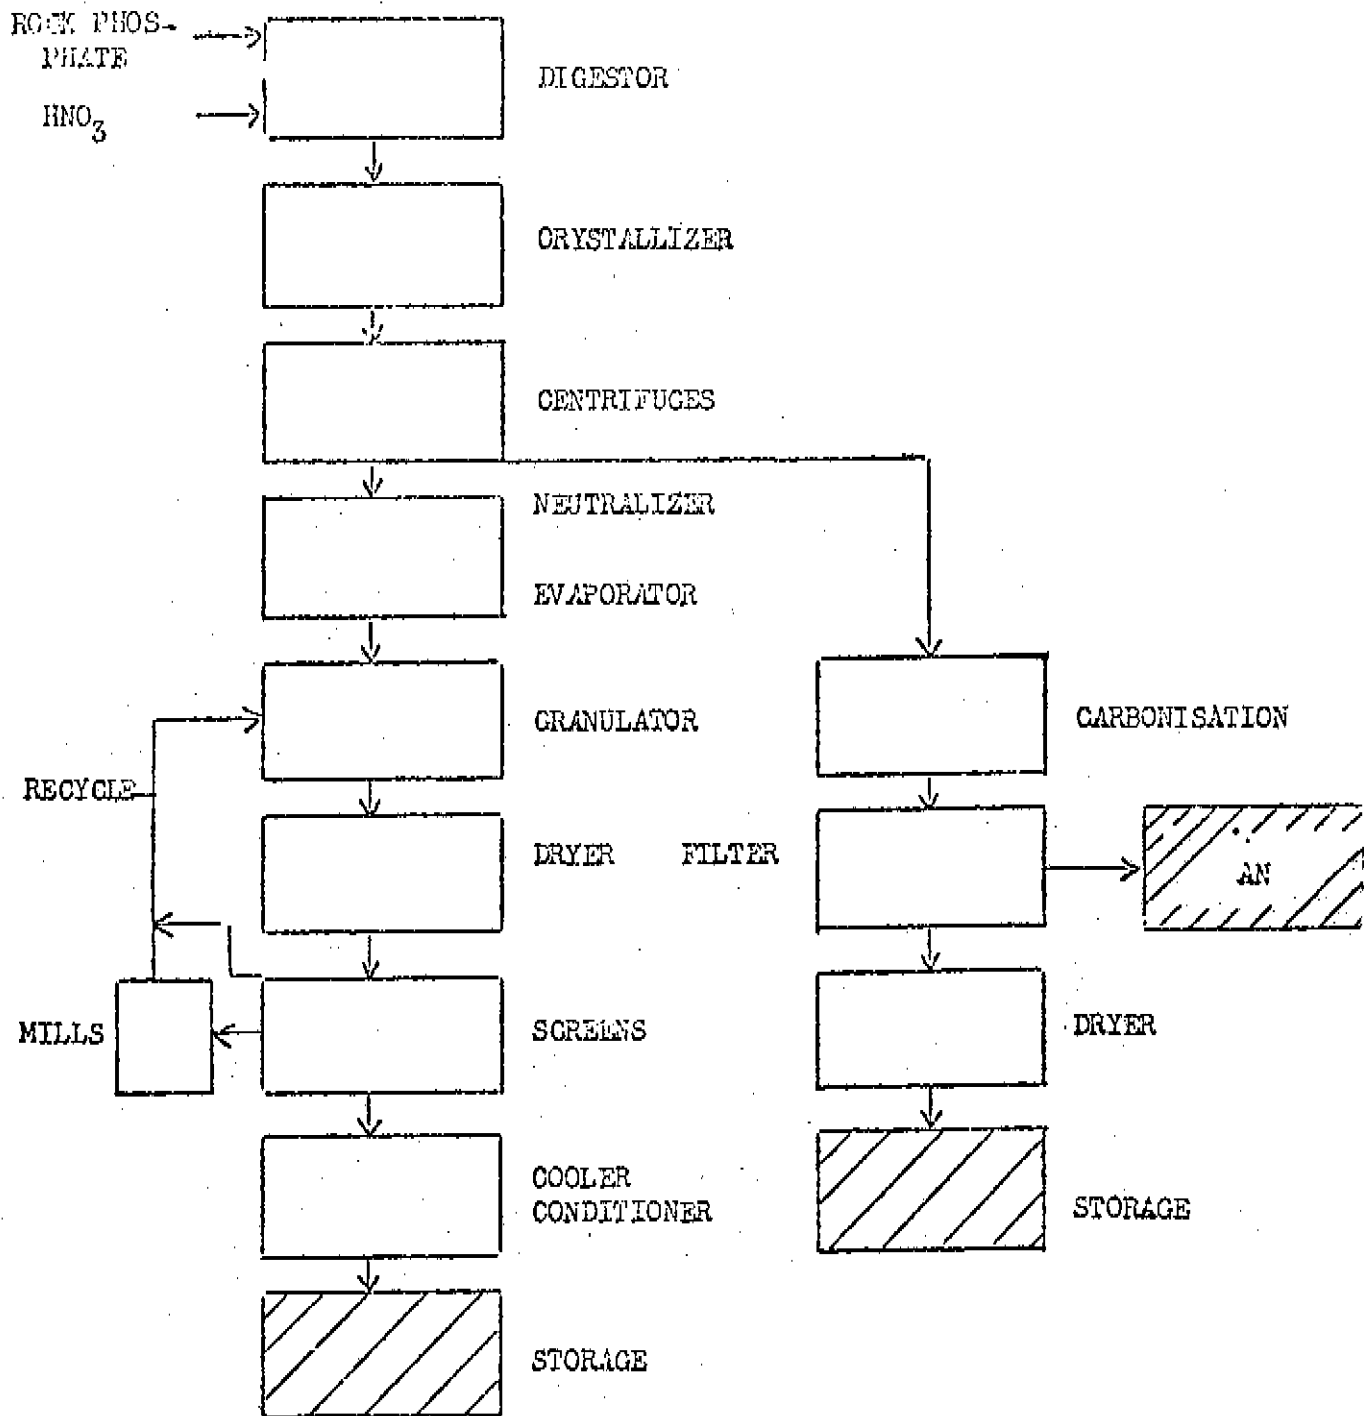 ROCK PHOS-
PHATE
HNO3
DIGESTOR
CRYSTALLIZER
CENTRIFUGES
NEUTRALIZER
EVAPORATOR
GRANULATOR
CARBONISATION
RECYCLE
DRYER
FILTER
AN
MILLS
SCREENS
DRYER
COOLER
CONDITIONER
STORAGE
STORAGE